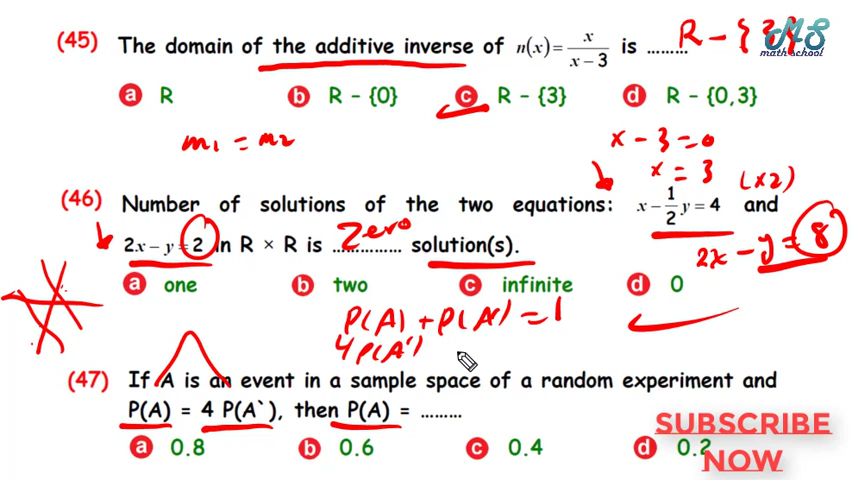 (45) The domain of the additive inverse of n(x) = x / (x - 3) is ......... R - {3}
MS math school
a R b R - {0} c R - {3} d R - {0,3}
m1 = m2
x - 3 = 0
x = 3
(46) Number of solutions of the two equations: x - 1/2 y = 4 and
(x2)
2x - y = 2 in R × R is ............... solution(s).
Zero
2x - y = 8
a one b two c infinite d 0
P(A) + P(A`) = 1
4P(A`)
(47) If A is an event in a sample space of a random experiment and
P(A) = 4 P(A`), then P(A) = .........
a 0.8 b 0.6 c 0.4 d 0.2
SUBSCRIBE
NOW